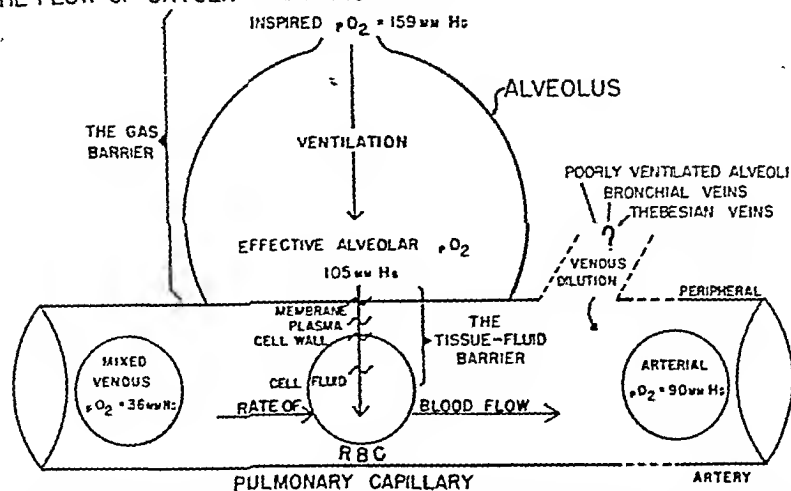 INSPIRED pO2 = 159 MM HG
ALVEOLUS
THE GAS
BARRIER
VENTILATION
POORLY VENTILATED ALVEOLI
BRONCHIAL VEINS
? THEBESIAN VEINS
VENOUS
DILUTION
EFFECTIVE ALVEOLAR pO2
105 MM HG
PERIPHERAL
MEMBRANE
PLASMA
CELL WALL
CELL FLUID
THE
TISSUE-FLUID
BARRIER
MIXED
VENOUS
pO2 = 36 MM HG
ARTERIAL
pO2 = 90 MM HG
RATE OF BLOOD FLOW
RBC
PULMONARY CAPILLARY
ARTERY